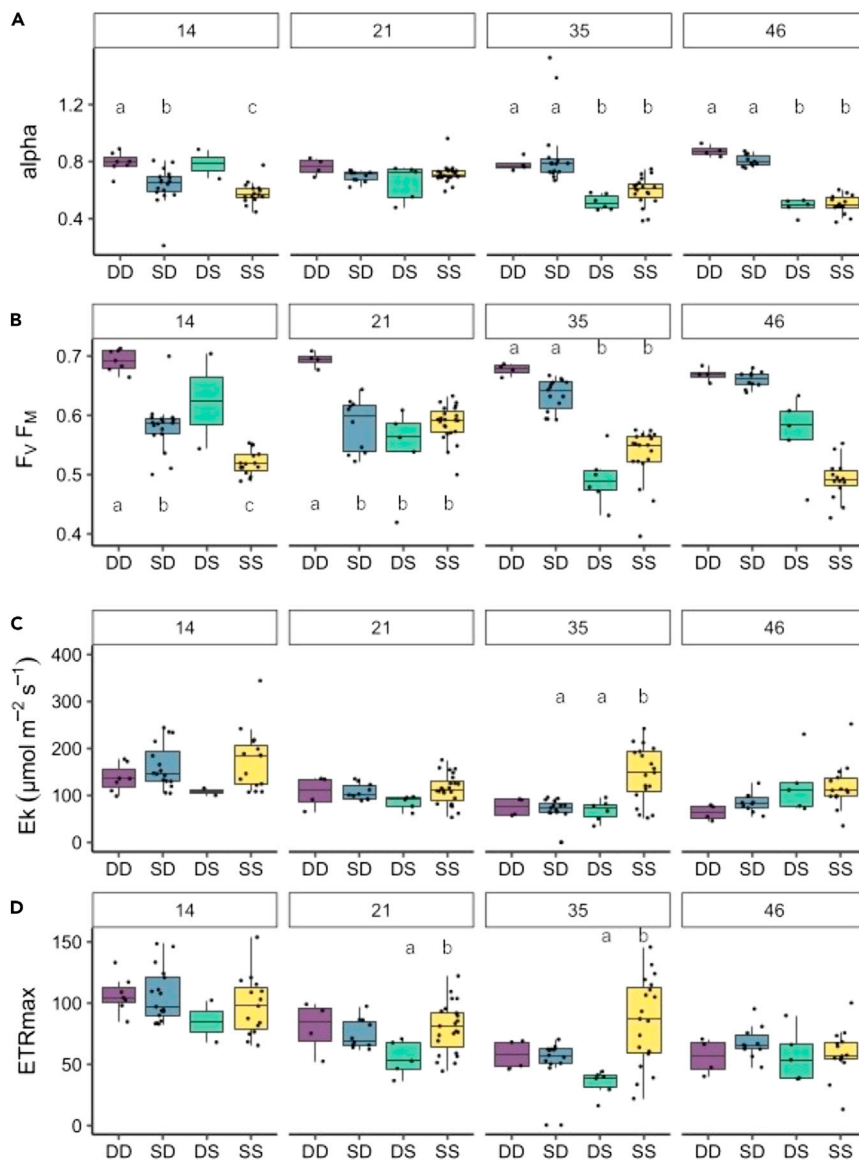 A
14 21 35 46
alpha
1.2
0.8
0.4
a b c a a b b a a b b
DD SD DS SS DD SD DS SS DD SD DS SS DD SD DS SS
B
14 21 35 46
a a b b
Fᵥ Fₘ
0.7
0.6
0.5
0.4
a b c a b b b
DD SD DS SS DD SD DS SS DD SD DS SS DD SD DS SS
C
14 21 35 46
Ek (μmol m⁻² s⁻¹)
400
300
200
100
0
a a b
DD SD DS SS DD SD DS SS DD SD DS SS DD SD DS SS
D
14 21 35 46
ETRmax
150
100
50
0
a b a b
DD SD DS SS DD SD DS SS DD SD DS SS DD SD DS SS